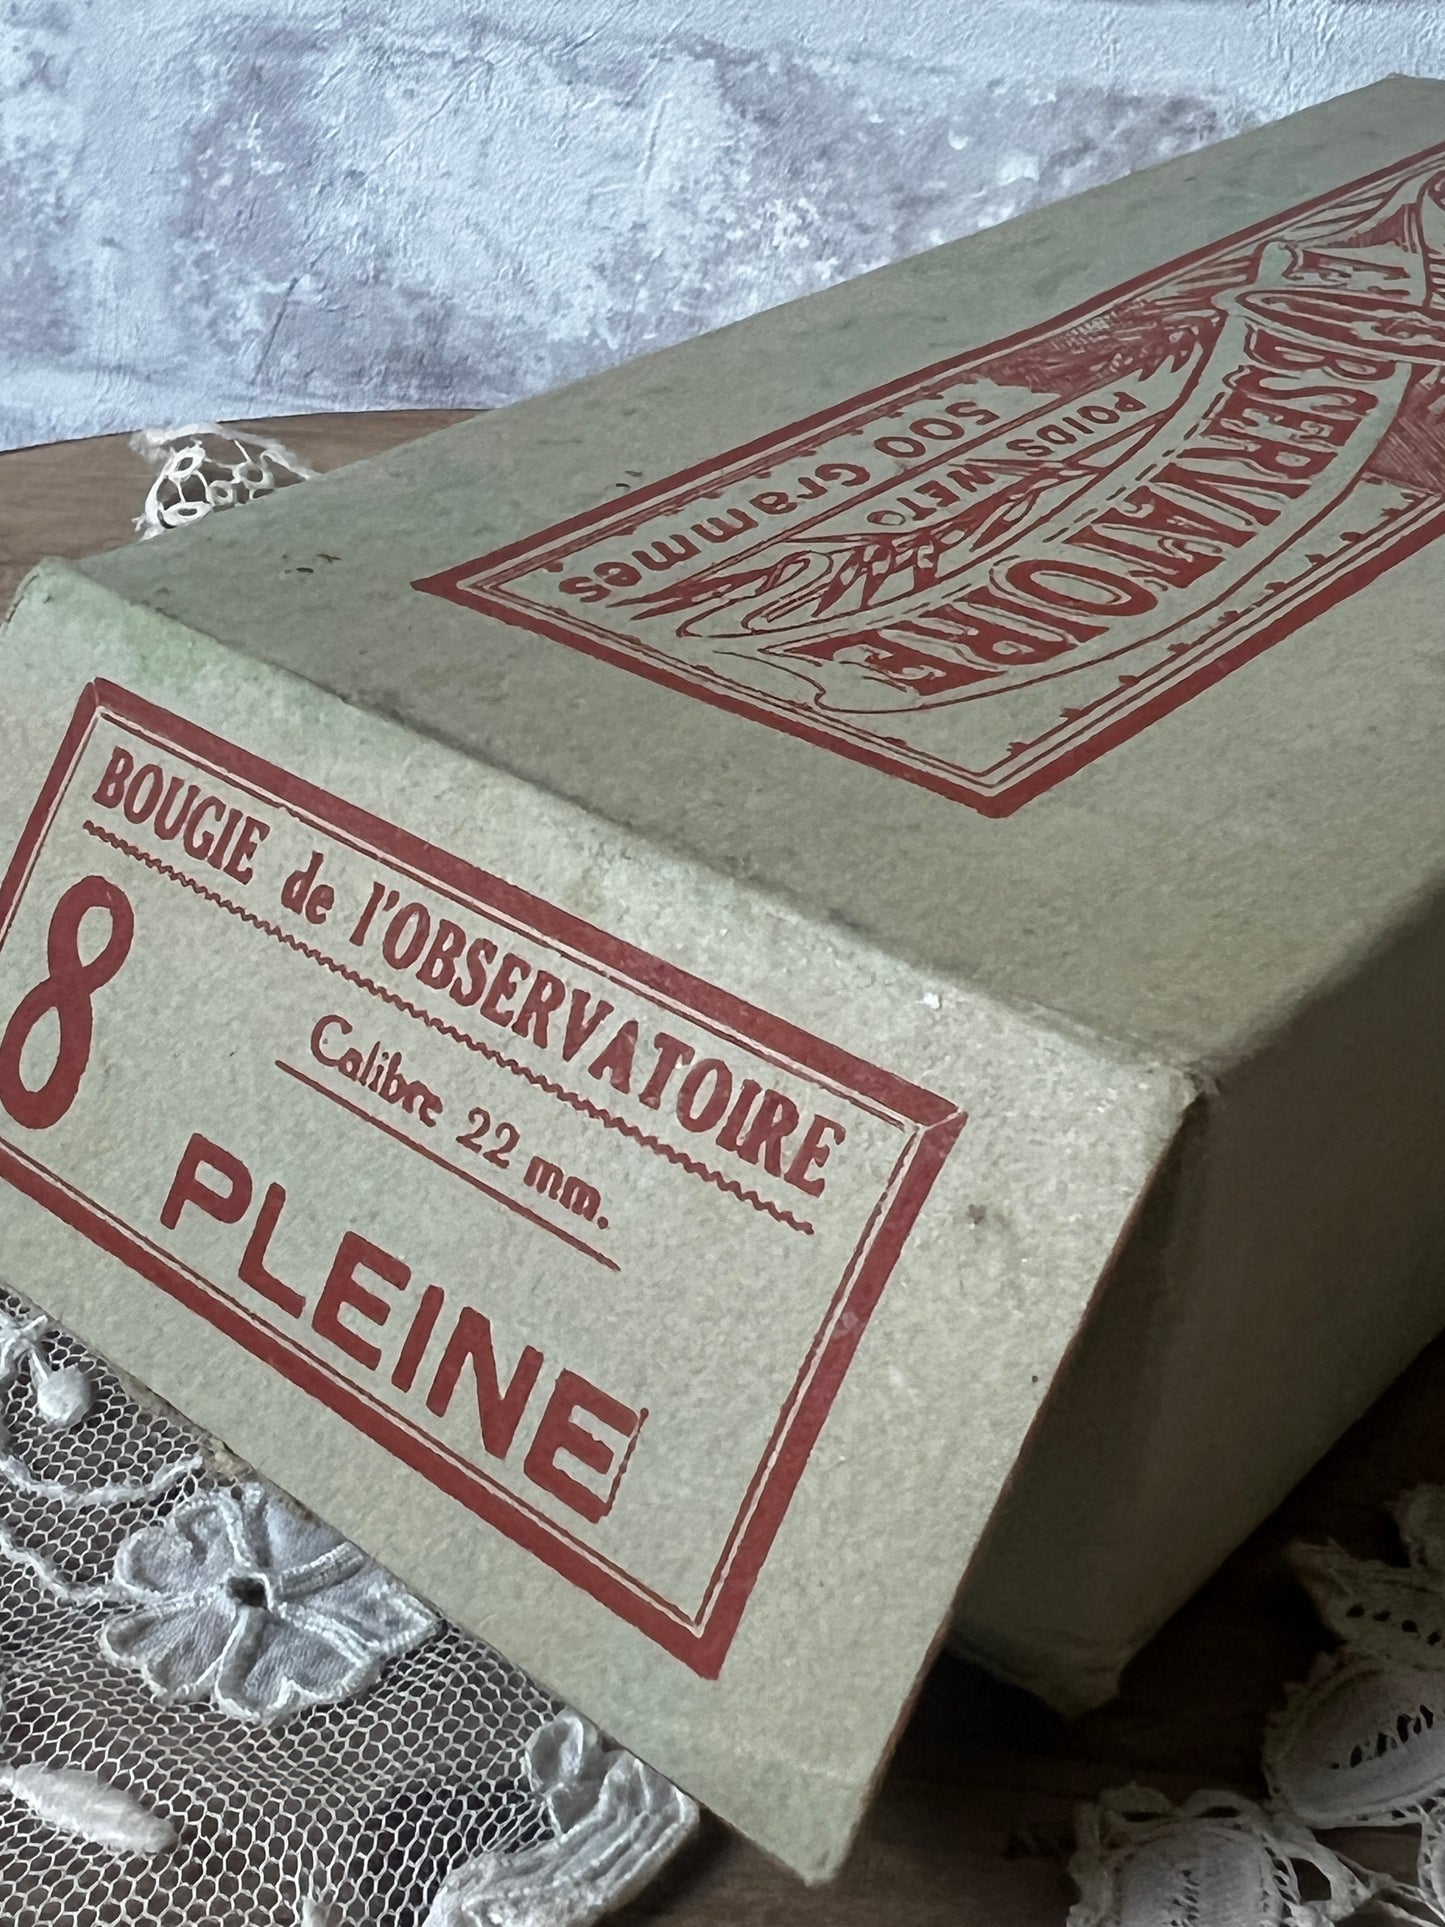 BOUGIE de l'OBSERVATOIRE
8
Calibre 22 mm.
PLEINE
OBSERVATOIRE
POIDS NETO
500 Grammes.